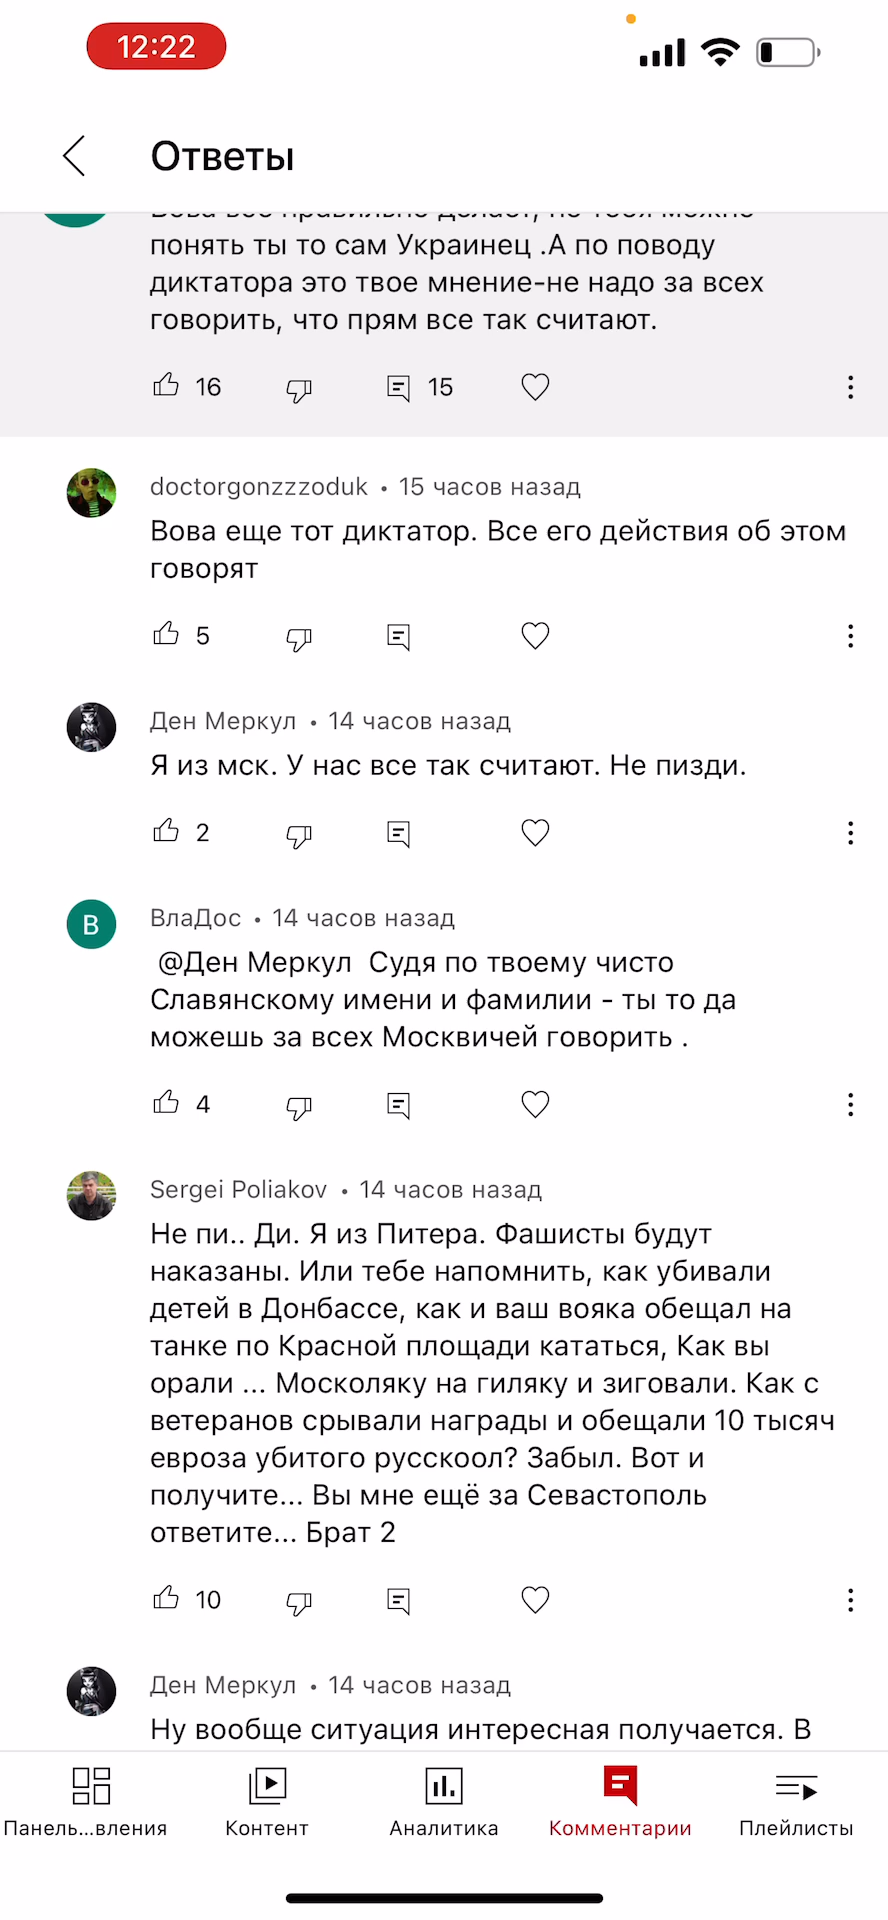 12:22
Ответы
Вова все правильно делает, но тебя можно
понять ты то сам Украинец .А по поводу
диктатора это твое мнение-не надо за всех
говорить, что прям все так считают.
16 15
doctorgonzzzoduk • 15 часов назад
Вова еще тот диктатор. Все его действия об этом
говорят
5
Ден Меркул • 14 часов назад
Я из мск. У нас все так считают. Не пизди.
2
В
ВлаДос • 14 часов назад
@Ден Меркул Судя по твоему чисто
Славянскому имени и фамилии - ты то да
можешь за всех Москвичей говорить .
4
Sergei Poliakov • 14 часов назад
Не пи.. Ди. Я из Питера. Фашисты будут
наказаны. Или тебе напомнить, как убивали
детей в Донбассе, как и ваш вояка обещал на
танке по Красной площади кататься, Как вы
орали ... Москоляку на гиляку и зиговали. Как с
ветеранов срывали награды и обещали 10 тысяч
евроза убитого русскоол? Забыл. Вот и
получите... Вы мне ещё за Севастополь
ответите... Брат 2
10
Ден Меркул • 14 часов назад
Ну вообще ситуация интересная получается. В
Панель...вления Контент Аналитика Комментарии Плейлисты